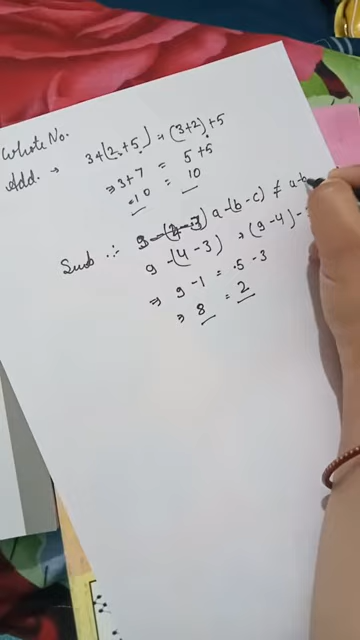 Whole No.
Add. → 3+(2+5) = (3+2)+5
⇒ 3+7 = 5+5
10 = 10
Sub :- a-(b-c) ≠ a-b
9-(4-3) = (9-4)-
⇒ 9-1 = 5-3
⇒ 8 = 2